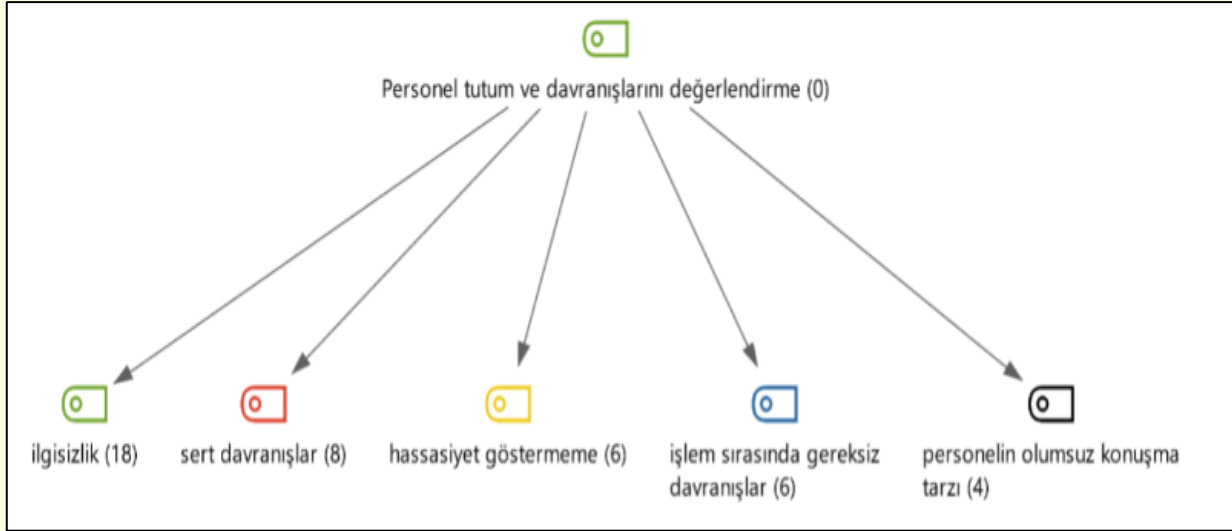 Personel tutum ve davranışlarını değerlendirme (0)
ilgisizlik (18)
sert davranışlar (8)
hassasiyet göstermeme (6)
işlem sırasında gereksiz
davranışlar (6)
personelin olumsuz konuşma
tarzı (4)